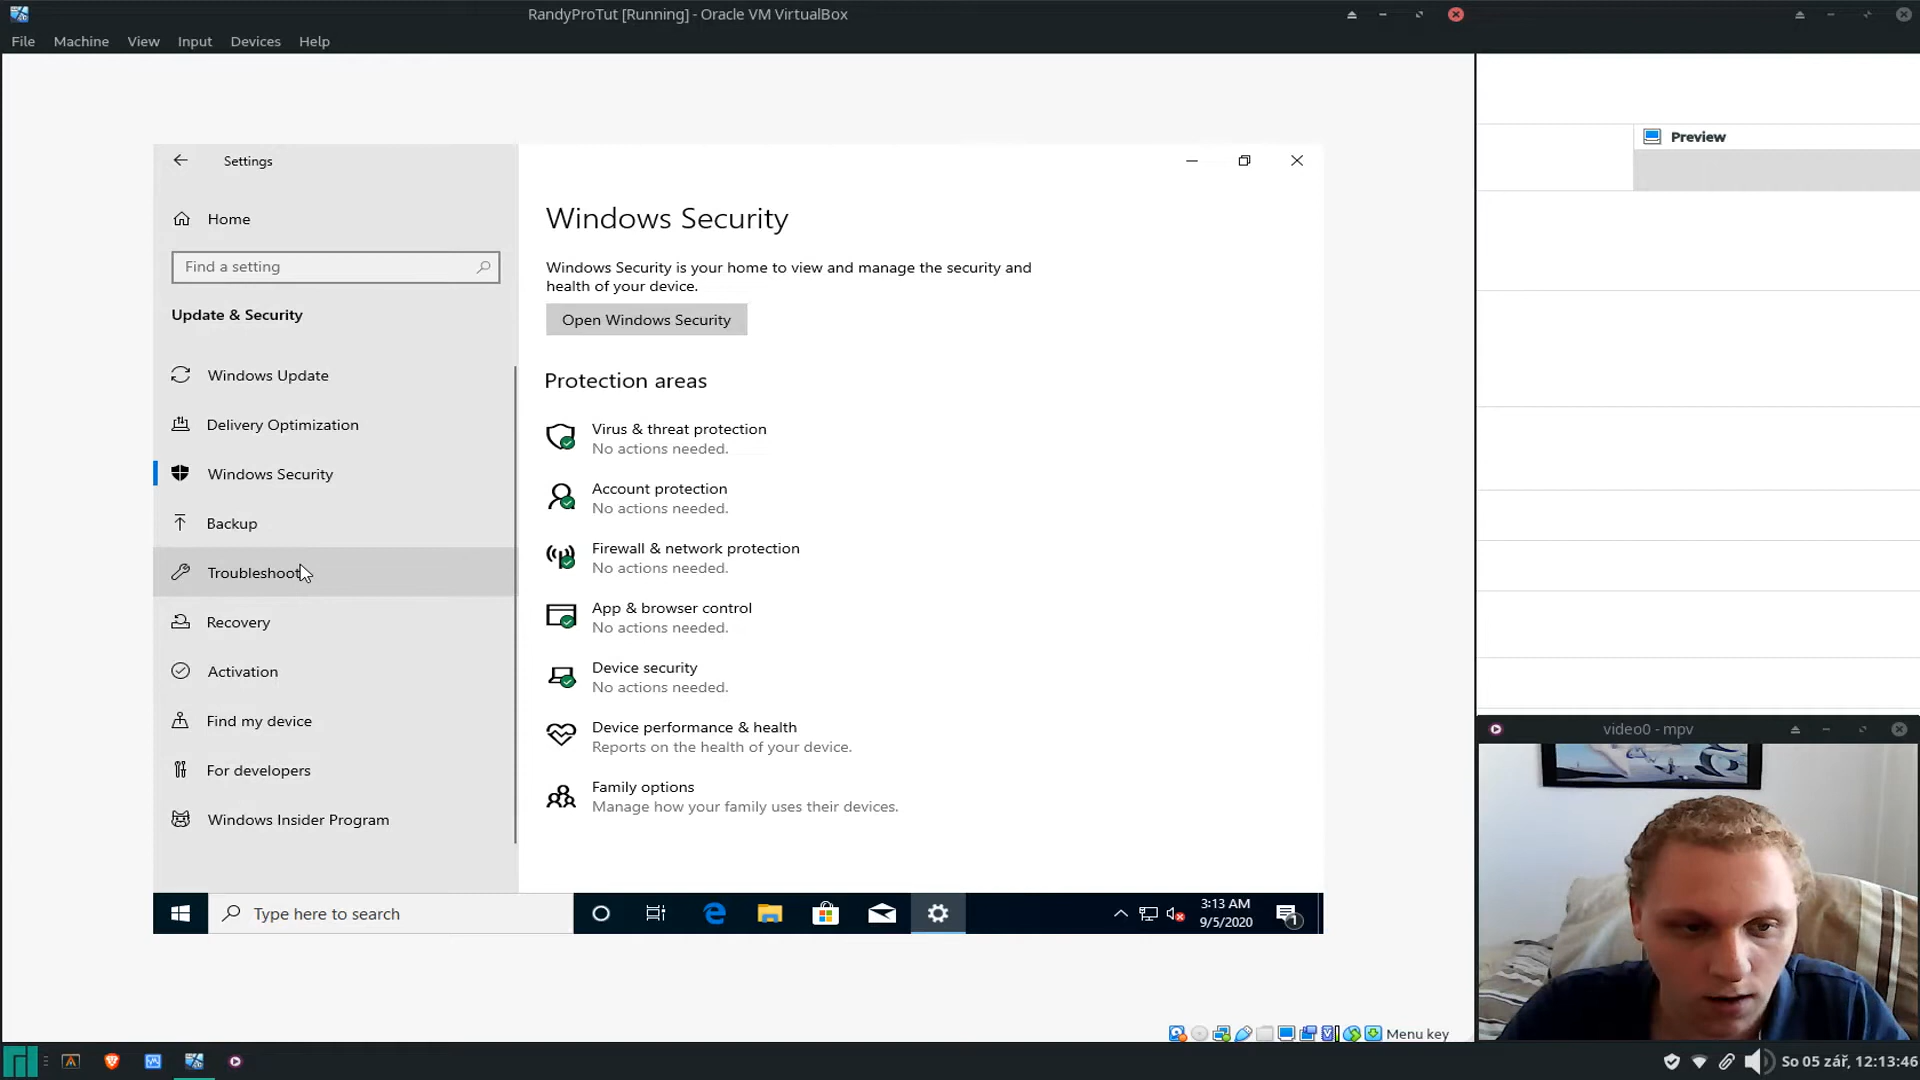 RandyProTut [Running] - Oracle VM VirtualBox
File Machine View Input Devices Help
Preview
Settings
Home
Find a setting
Update & Security
Windows Update
Delivery Optimization
Windows Security
Backup
Troubleshoot
Recovery
Activation
Find my device
For developers
Windows Insider Program
Windows Security
Windows Security is your home to view and manage the security and
health of your device.
Open Windows Security
Protection areas
Virus & threat protection
No actions needed.
Account protection
No actions needed.
Firewall & network protection
No actions needed.
App & browser control
No actions needed.
Device security
No actions needed.
Device performance & health
Reports on the health of your device.
Family options
Manage how your family uses their devices.
Type here to search
3:13 AM
9/5/2020
1
video0 - mpv
Menu key
So 05 zář, 12:13:46